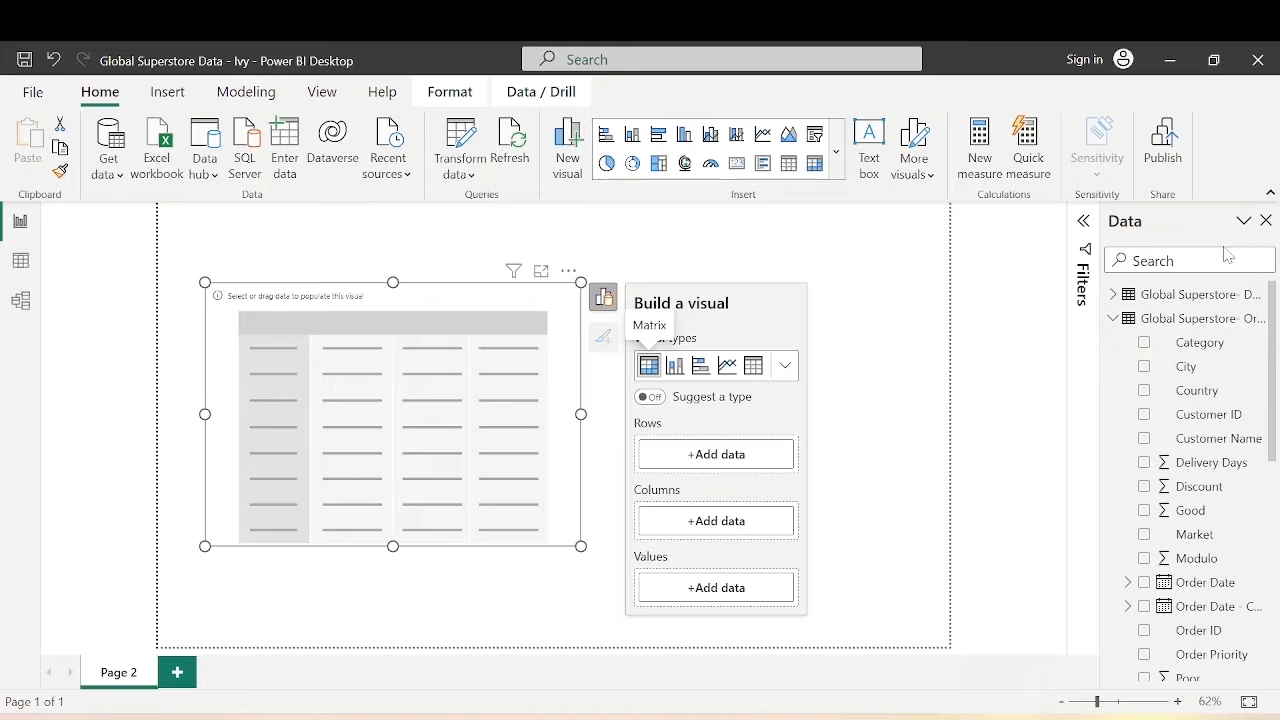 Global Superstore Data - Ivy - Power BI Desktop
Search
Sign in
File
Home
Insert
Modeling
View
Help
Format
Data / Drill
Paste
Get data
Excel workbook
Data hub
SQL Server
Enter data
Dataverse
Recent sources
Transform data
Refresh
New visual
A
Text box
More visuals
New measure
Quick measure
Sensitivity
Publish
Clipboard
Data
Queries
Insert
Calculations
Sensitivity
Share
Select or drag data to populate this visual
Build a visual
Matrix
types
Off
Suggest a type
Rows
+Add data
Columns
+Add data
Values
+Add data
Filters
Data
Search
Global Superstore- D...
Global Superstore- Or...
Category
City
Country
Customer ID
Customer Name
Σ Delivery Days
Σ Discount
Σ Good
Market
Σ Modulo
Order Date
Order Date - C...
Order ID
Order Priority
Σ Poor
Page 2
Page 1 of 1
- + 62%